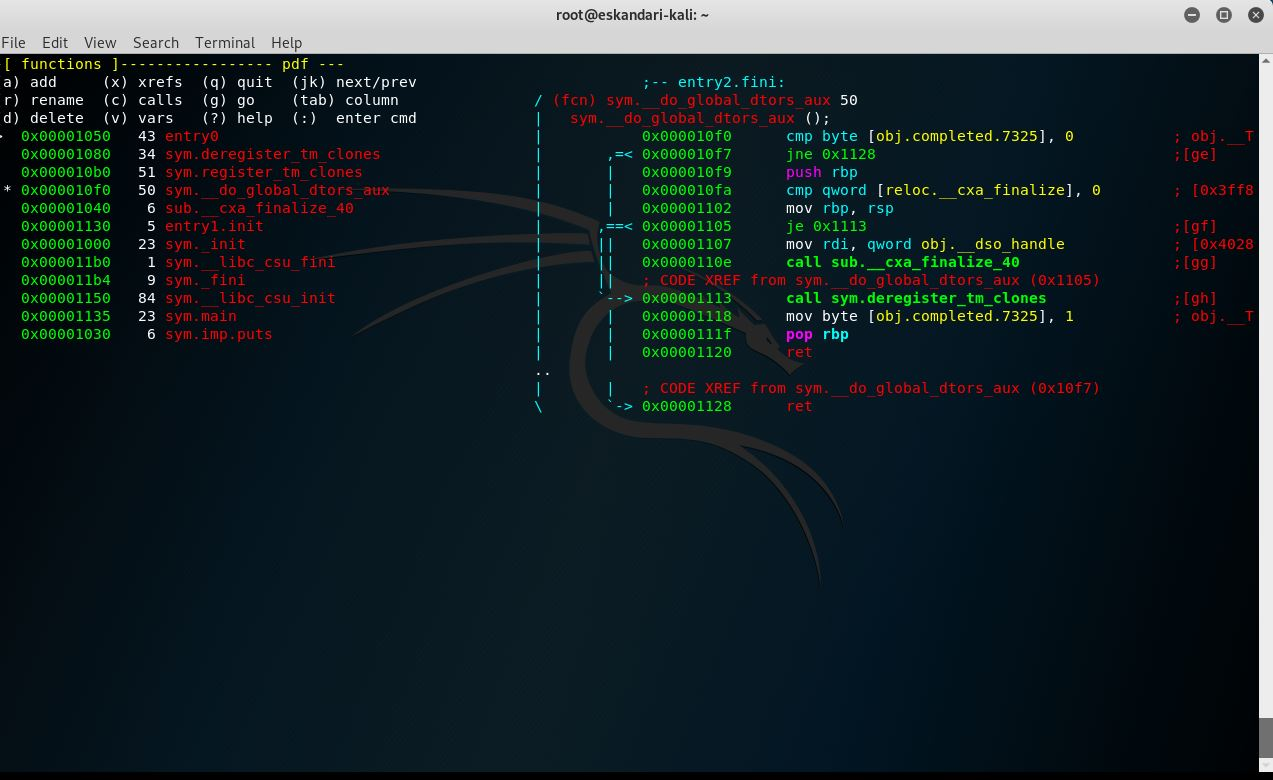 root@eskandari-kali: ~
File Edit View Search Terminal Help
[ functions ]----------------- pdf ---
a) add     (x) xrefs  (q) quit  (jk) next/prev                         ;-- entry2.fini:
r) rename  (c) calls  (g) go    (tab) column               / (fcn) sym.__do_global_dtors_aux 50
d) delete  (v) vars   (?) help  (:)  enter cmd             |   sym.__do_global_dtors_aux ();
> 0x00001050   43 entry0                                   |           0x000010f0      cmp byte [obj.completed.7325], 0           ; obj.__T
  0x00001080   34 sym.deregister_tm_clones                 |       ,=< 0x000010f7      jne 0x1128                                 ;[ge]
  0x000010b0   51 sym.register_tm_clones                   |       |   0x000010f9      push rbp
* 0x000010f0   50 sym.__do_global_dtors_aux                |       |   0x000010fa      cmp qword [reloc.__cxa_finalize], 0        ; [0x3ff8
  0x00001040    6 sub.__cxa_finalize_40                    |       |   0x00001102      mov rbp, rsp
  0x00001130    5 entry1.init                              |      ,==< 0x00001105      je 0x1113                                  ;[gf]
  0x00001000   23 sym._init                                |      ||   0x00001107      mov rdi, qword obj.__dso_handle            ; [0x4028
  0x000011b0    1 sym.__libc_csu_fini                      |      ||   0x0000110e      call sub.__cxa_finalize_40                 ;[gg]
  0x000011b4    9 sym._fini                                |      ||   ; CODE XREF from sym.__do_global_dtors_aux (0x1105)
  0x00001150   84 sym.__libc_csu_init                      |      `--> 0x00001113      call sym.deregister_tm_clones              ;[gh]
  0x00001135   23 sym.main                                 |       |   0x00001118      mov byte [obj.completed.7325], 1           ; obj.__T
  0x00001030    6 sym.imp.puts                             |       |   0x0000111f      pop rbp
                                                           |       |   0x00001120      ret
                                                           ..
                                                           |       |   ; CODE XREF from sym.__do_global_dtors_aux (0x10f7)
                                                           \       `-> 0x00001128      ret